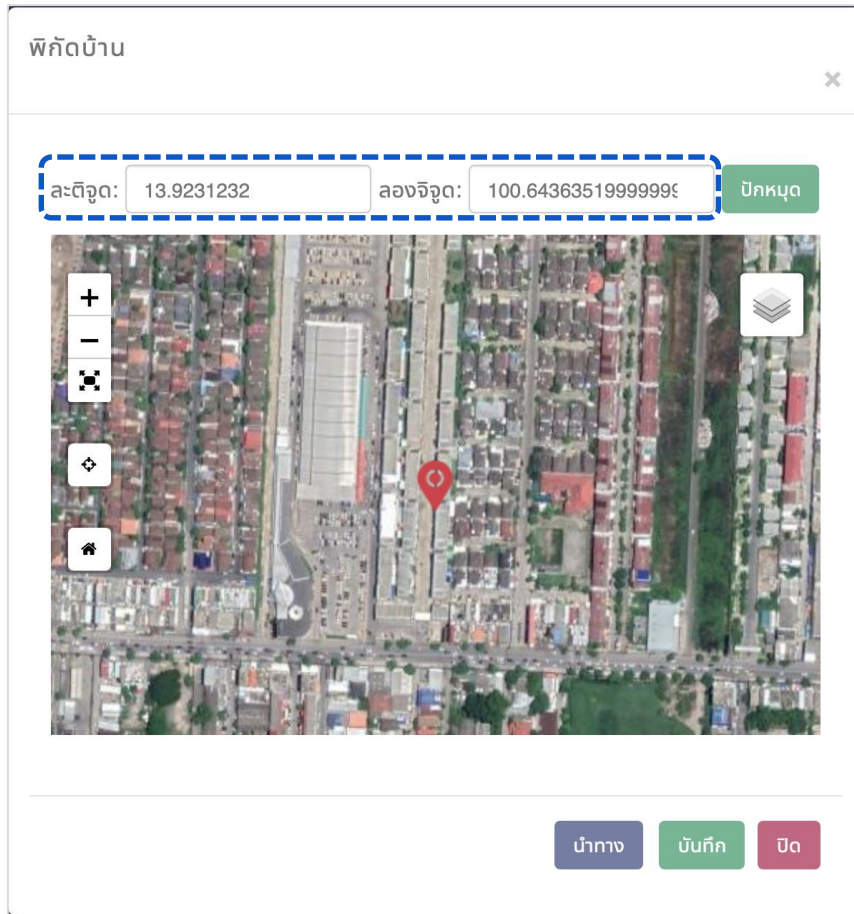 พิกัดบ้าน
×
ละติจูด: 13.9231232 ลองจิจูด: 100.64363519999999 ปักหมุด
+
−
นำทาง บันทึก ปิด